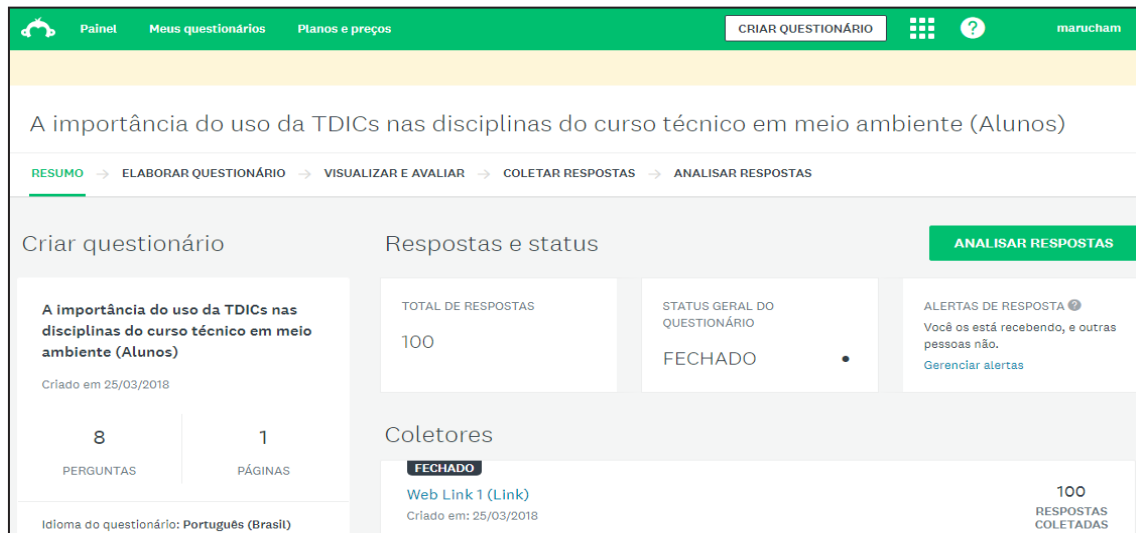 Painel Meus questionários Planos e preços CRIAR QUESTIONÁRIO ? marucham
A importância do uso da TDICs nas disciplinas do curso técnico em meio ambiente (Alunos)
RESUMO → ELABORAR QUESTIONÁRIO → VISUALIZAR E AVALIAR → COLETAR RESPOSTAS → ANALISAR RESPOSTAS
Criar questionário
A importância do uso da TDICs nas
disciplinas do curso técnico em meio
ambiente (Alunos)
Criado em 25/03/2018
8 1
PERGUNTAS PÁGINAS
Idioma do questionário: Português (Brasil)
Respostas e status
ANALISAR RESPOSTAS
TOTAL DE RESPOSTAS
100
STATUS GERAL DO
QUESTIONÁRIO
FECHADO
ALERTAS DE RESPOSTA ?
Você os está recebendo, e outras
pessoas não.
Gerenciar alertas
Coletores
FECHADO
Web Link 1 (Link)
Criado em: 25/03/2018
100
RESPOSTAS
COLETADAS